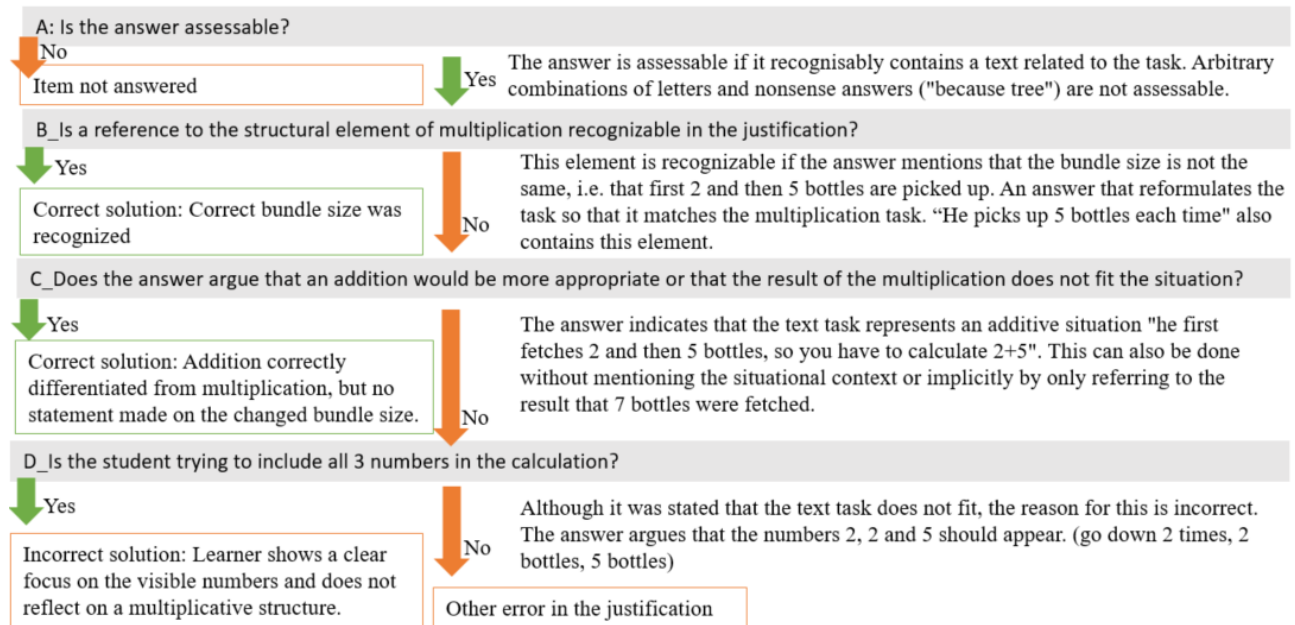 A: Is the answer assessable?
No
Item not answered
Yes
The answer is assessable if it recognisably contains a text related to the task. Arbitrary
combinations of letters and nonsense answers ("because tree") are not assessable.
B_Is a reference to the structural element of multiplication recognizable in the justification?
Yes
Correct solution: Correct bundle size was
recognized
No
This element is recognizable if the answer mentions that the bundle size is not the
same, i.e. that first 2 and then 5 bottles are picked up. An answer that reformulates the
task so that it matches the multiplication task. “He picks up 5 bottles each time" also
contains this element.
C_Does the answer argue that an addition would be more appropriate or that the result of the multiplication does not fit the situation?
Yes
Correct solution: Addition correctly
differentiated from multiplication, but no
statement made on the changed bundle size.
No
The answer indicates that the text task represents an additive situation "he first
fetches 2 and then 5 bottles, so you have to calculate 2+5". This can also be done
without mentioning the situational context or implicitly by only referring to the
result that 7 bottles were fetched.
D_Is the student trying to include all 3 numbers in the calculation?
Yes
Incorrect solution: Learner shows a clear
focus on the visible numbers and does not
reflect on a multiplicative structure.
No
Although it was stated that the text task does not fit, the reason for this is incorrect.
The answer argues that the numbers 2, 2 and 5 should appear. (go down 2 times, 2
bottles, 5 bottles)
Other error in the justification